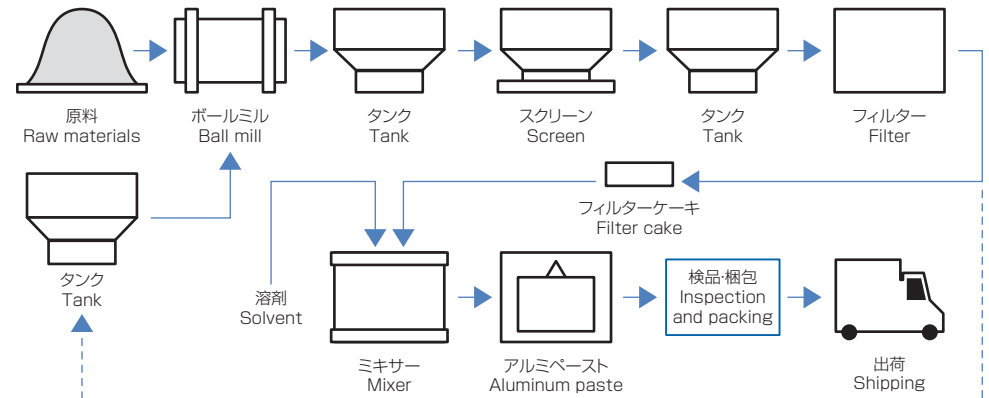 原料
Raw materials
ボールミル
Ball mill
タンク
Tank
スクリーン
Screen
タンク
Tank
フィルター
Filter
フィルターケーキ
Filter cake
タンク
Tank
溶剤
Solvent
ミキサー
Mixer
アルミペースト
Aluminum paste
検品・梱包
Inspection
and packing
出荷
Shipping